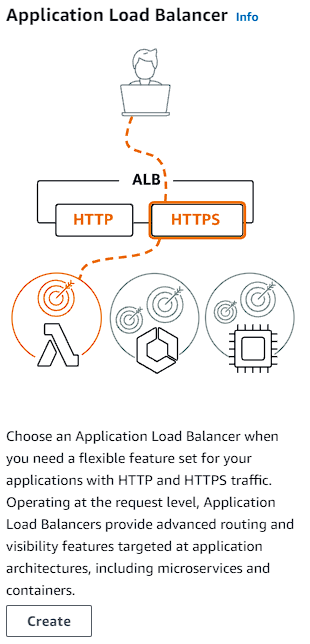 Application Load Balancer Info
ALB
HTTP HTTPS
Choose an Application Load Balancer when
you need a flexible feature set for your
applications with HTTP and HTTPS traffic.
Operating at the request level, Application
Load Balancers provide advanced routing and
visibility features targeted at application
architectures, including microservices and
containers.
Create